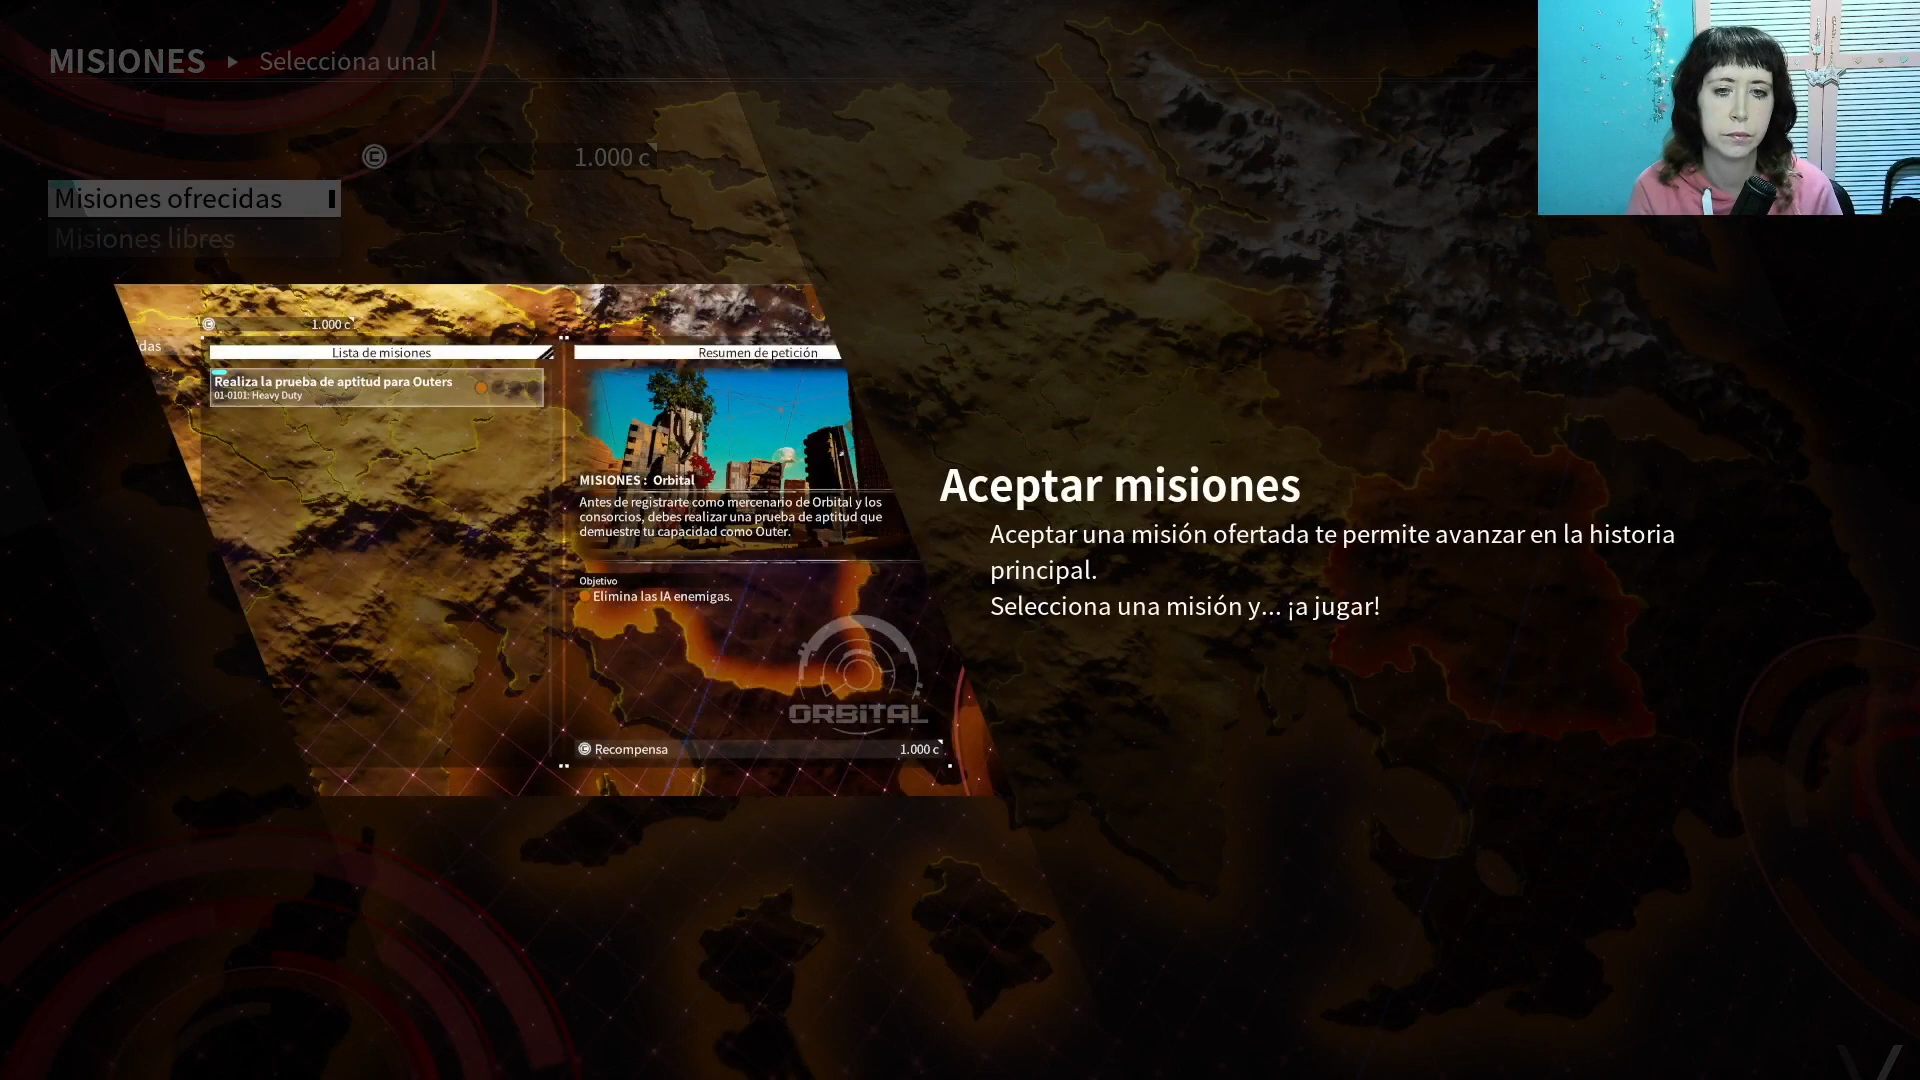 MISIONES ▸ Selecciona unal
1.000 c
Misiones ofrecidas
Misiones libres
1.000 c
das
Lista de misiones
Resumen de petición
Realiza la prueba de aptitud para Outers
01-0101: Heavy Duty
MISIONES : Orbital
Antes de registrarte como mercenario de Orbital y los
consorcios, debes realizar una prueba de aptitud que
demuestre tu capacidad como Outer.
Objetivo
Elimina las IA enemigas.
ORBITAL
Recompensa 1.000 c
Aceptar misiones
Aceptar una misión ofertada te permite avanzar en la historia
principal.
Selecciona una misión y... ¡a jugar!